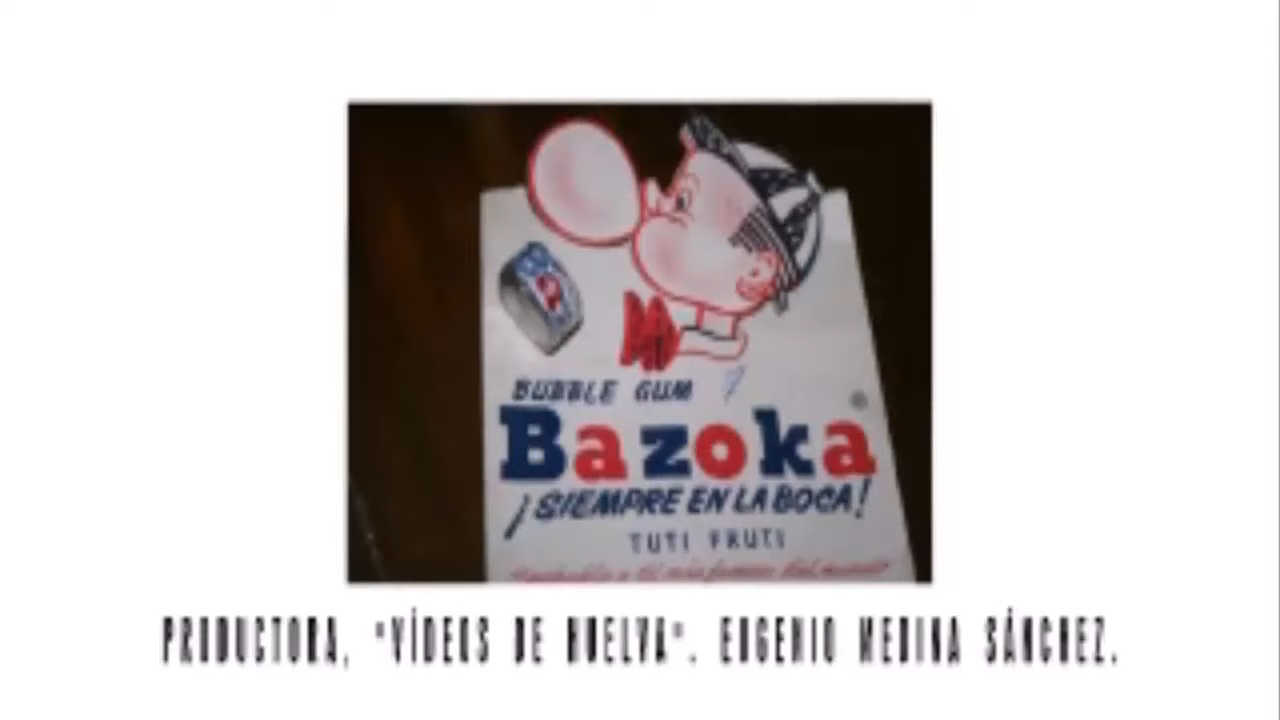 BUBBLE GUM
Bazoka
¡SIEMPRE EN LA BOCA!
TUTI FRUTI
PRODUCTORA, "VÍDEOS DE HUELVA". EUGENIO MEDINA SÁNCHEZ.